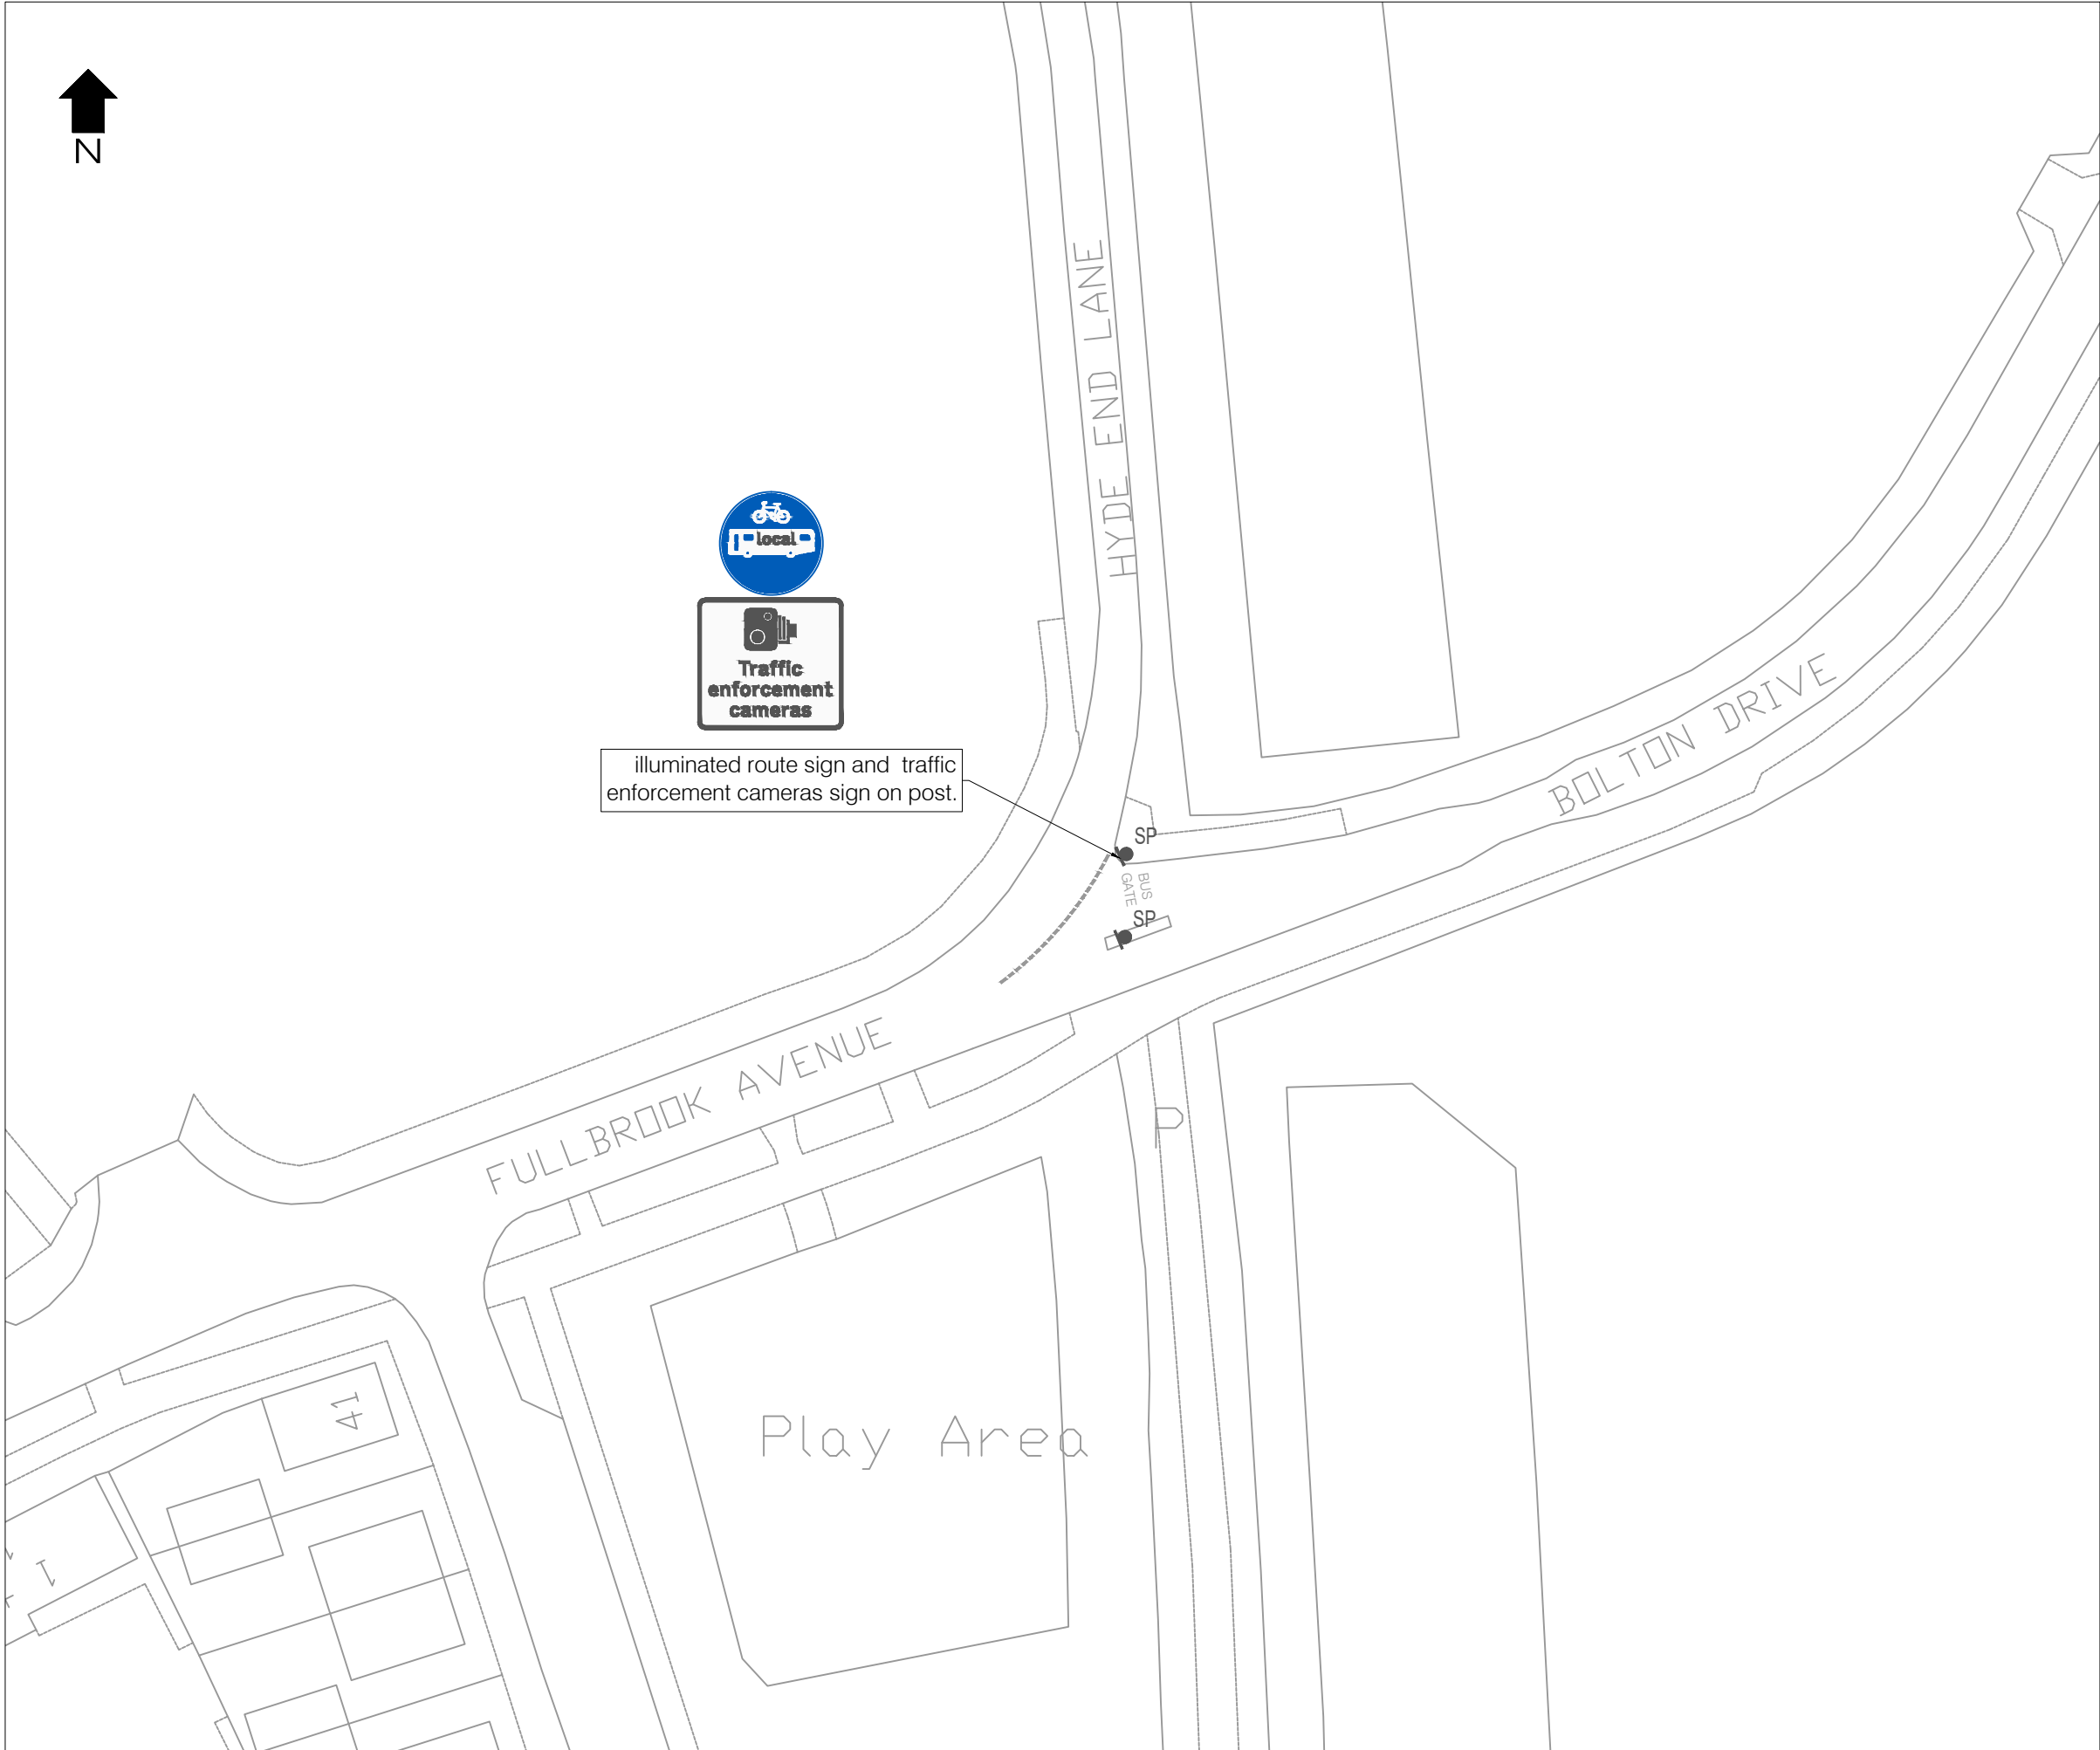 N
HYDE END LANE
local
Traffic
enforcement
cameras
BOLTON DRIVE
illuminated route sign and traffic
enforcement cameras sign on post.
SP
BUS
GATE
SP
FULLBROOK AVENUE
P
41
Play Area